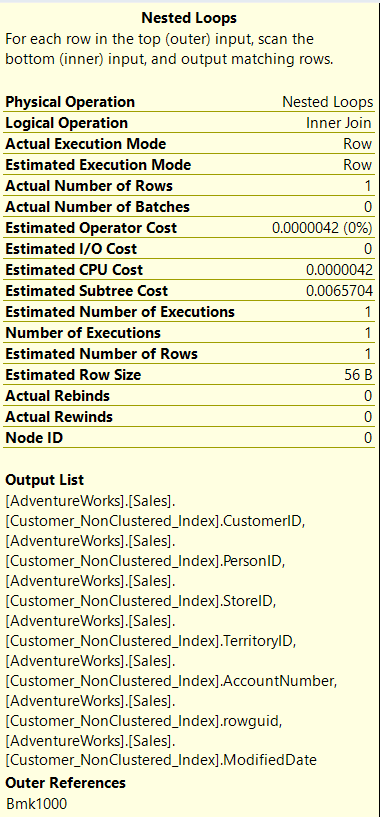 Nested Loops
For each row in the top (outer) input, scan the
bottom (inner) input, and output matching rows.
Physical Operation Nested Loops
Logical Operation Inner Join
Actual Execution Mode Row
Estimated Execution Mode Row
Actual Number of Rows 1
Actual Number of Batches 0
Estimated Operator Cost 0.0000042 (0%)
Estimated I/O Cost 0
Estimated CPU Cost 0.0000042
Estimated Subtree Cost 0.0065704
Estimated Number of Executions 1
Number of Executions 1
Estimated Number of Rows 1
Estimated Row Size 56 B
Actual Rebinds 0
Actual Rewinds 0
Node ID 0
Output List
[AdventureWorks].[Sales].
[Customer_NonClustered_Index].CustomerID,
[AdventureWorks].[Sales].
[Customer_NonClustered_Index].PersonID,
[AdventureWorks].[Sales].
[Customer_NonClustered_Index].StoreID,
[AdventureWorks].[Sales].
[Customer_NonClustered_Index].TerritoryID,
[AdventureWorks].[Sales].
[Customer_NonClustered_Index].AccountNumber,
[AdventureWorks].[Sales].
[Customer_NonClustered_Index].rowguid,
[AdventureWorks].[Sales].
[Customer_NonClustered_Index].ModifiedDate
Outer References
Bmk1000